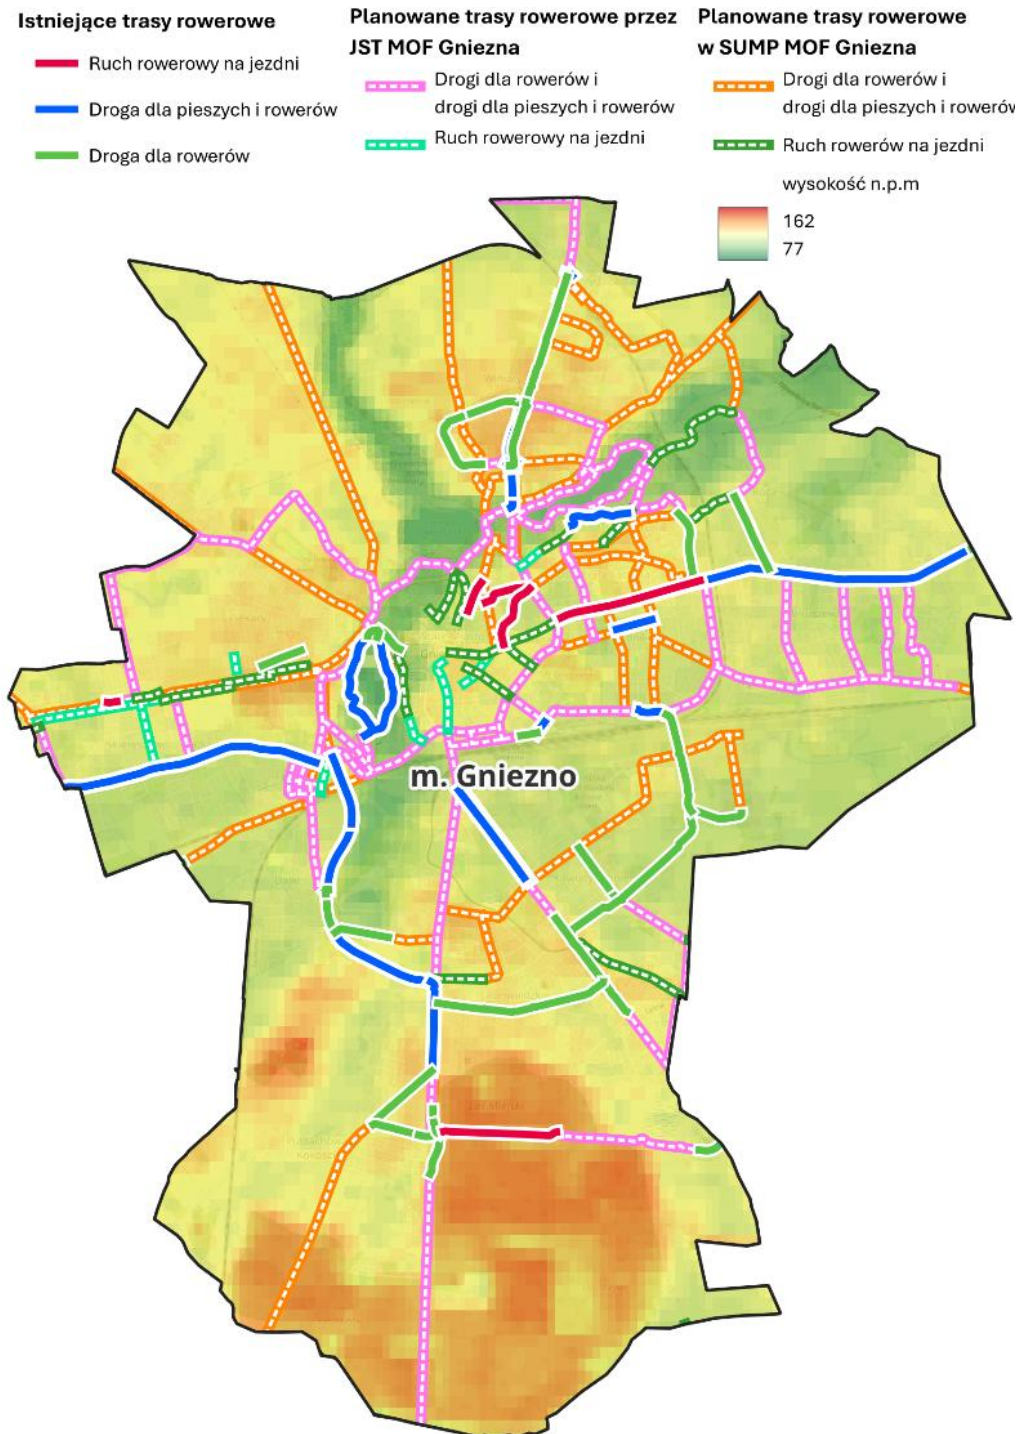 Istniejące trasy rowerowe
Ruch rowerowy na jezdni
Droga dla pieszych i rowerów
Droga dla rowerów
Planowane trasy rowerowe przez
JST MOF Gniezna
Drogi dla rowerów i
drogi dla pieszych i rowerów
Ruch rowerowy na jezdni
Planowane trasy rowerowe
w SUMP MOF Gniezna
Drogi dla rowerów i
drogi dla pieszych i rowerów
Ruch rowerów na jezdni
wysokość n.p.m
162
77
m. Gniezno